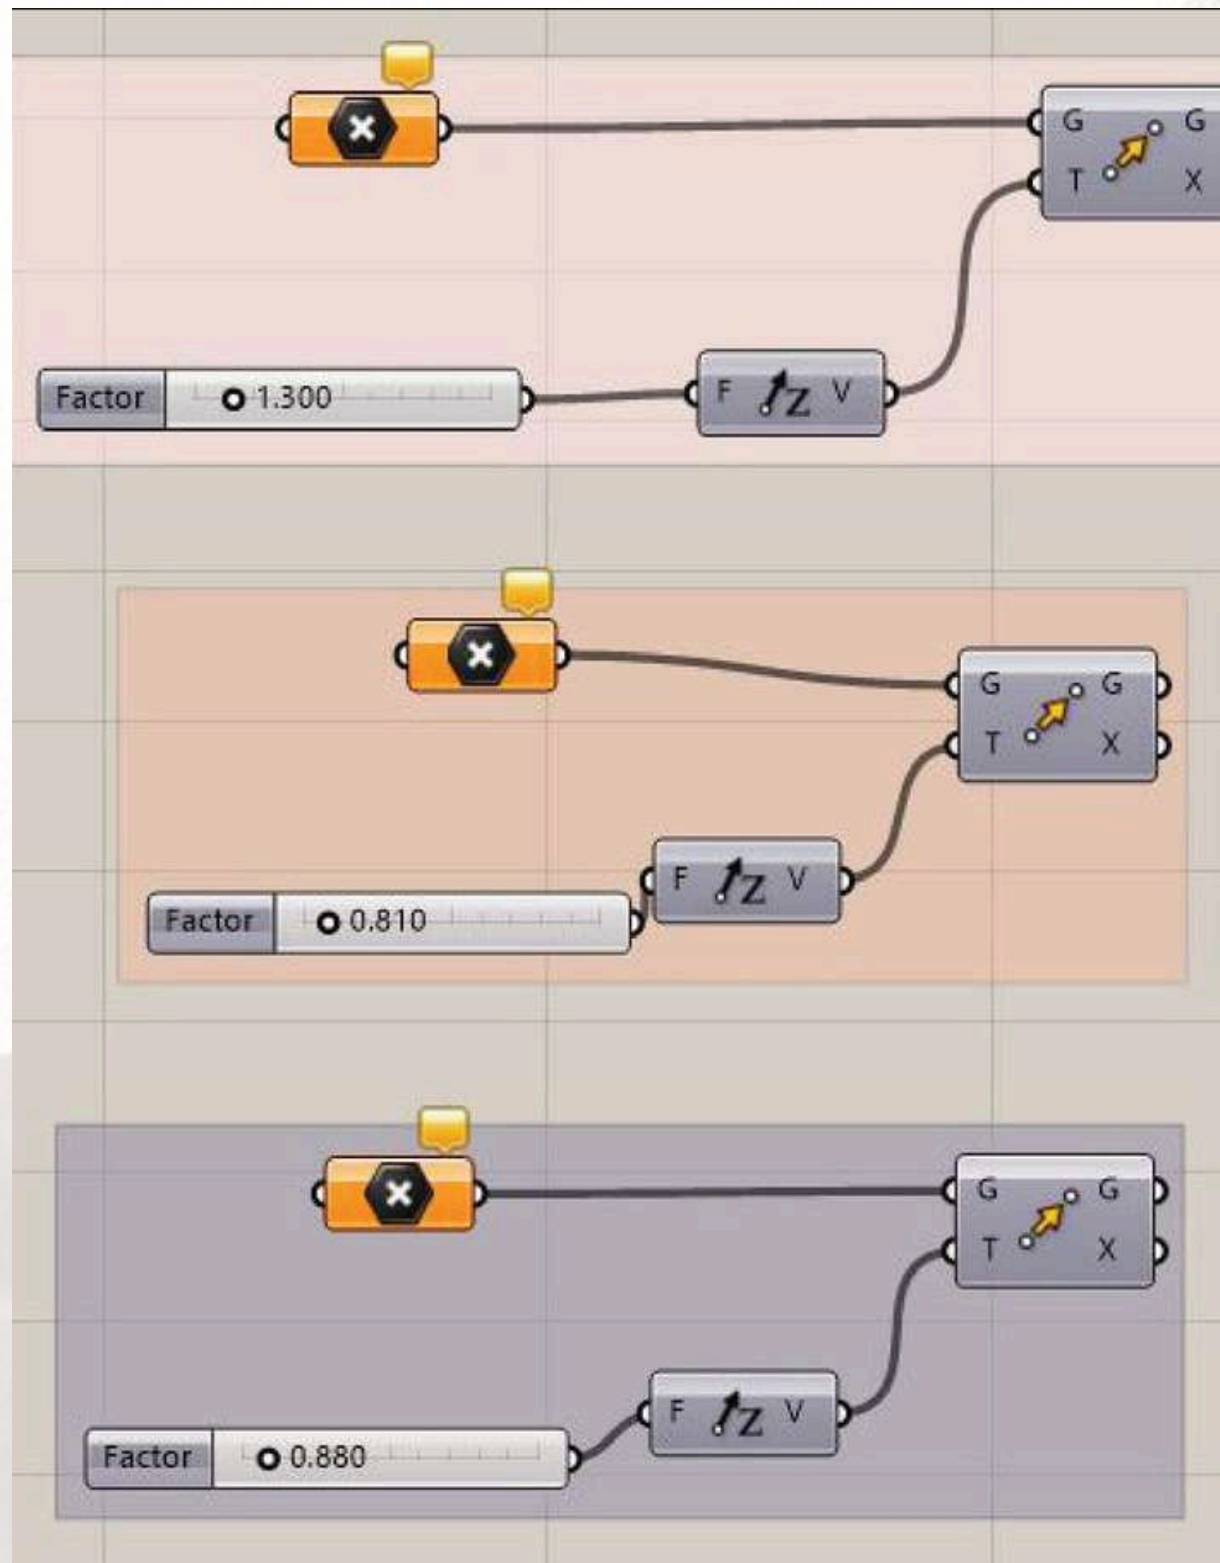 G G
T X
Factor 1.300
F Z V
G G
T X
F Z V
Factor 0.810
G G
T X
F Z V
Factor 0.880